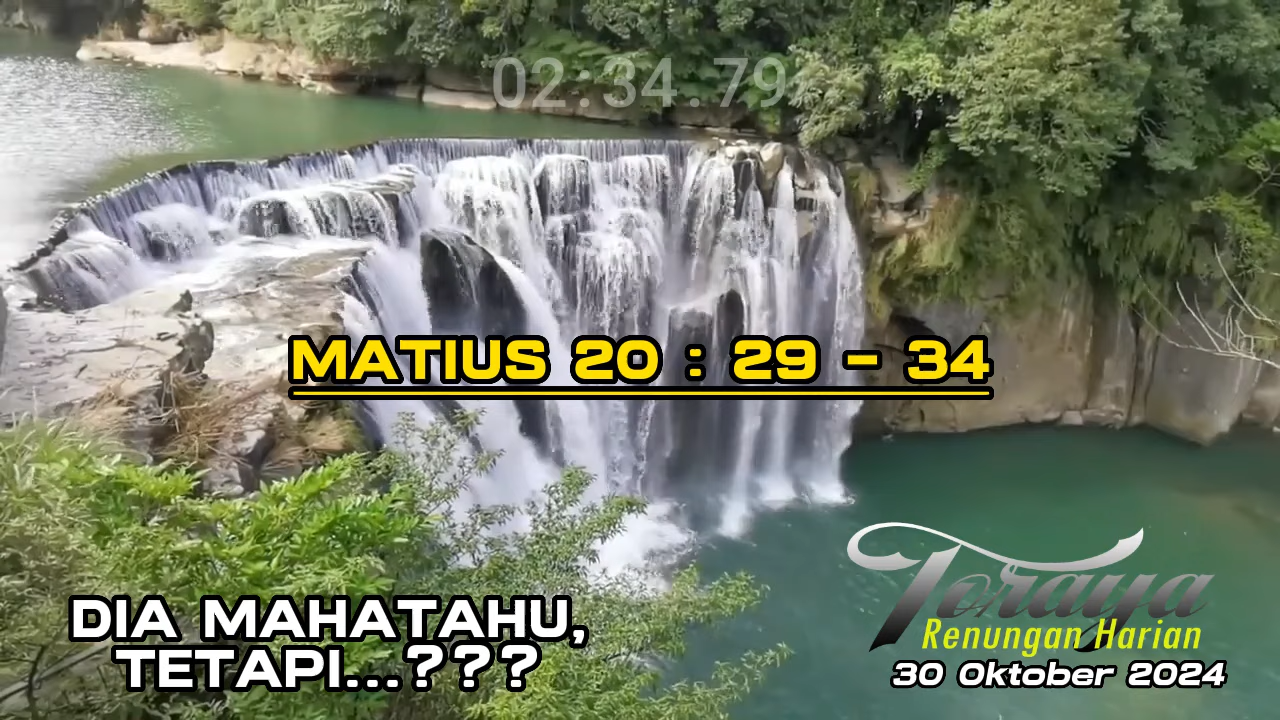 02:34.79
MATIUS 20 : 29 - 34
DIA MAHATAHU,
TETAPI...???
Toraya
Renungan Harian
30 Oktober 2024